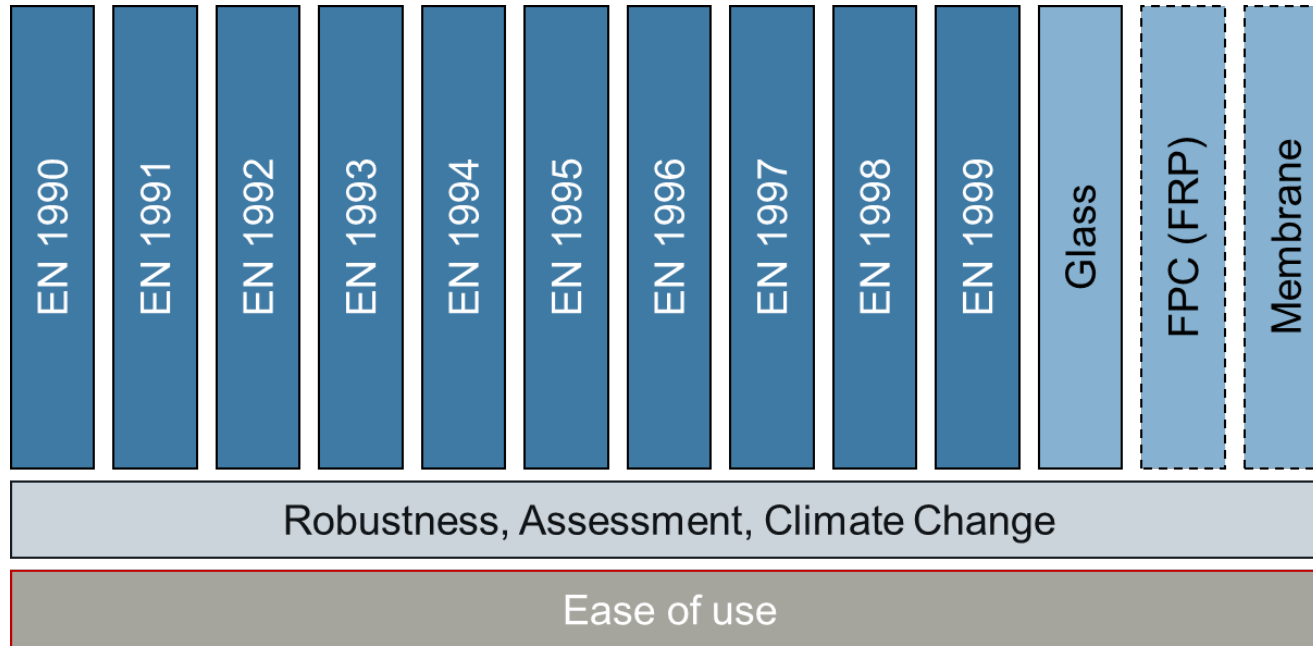 EN 1990
EN 1991
EN 1992
EN 1993
EN 1994
EN 1995
EN 1996
EN 1997
EN 1998
EN 1999
Glass
FPC (FRP)
Membrane
Robustness, Assessment, Climate Change
Ease of use